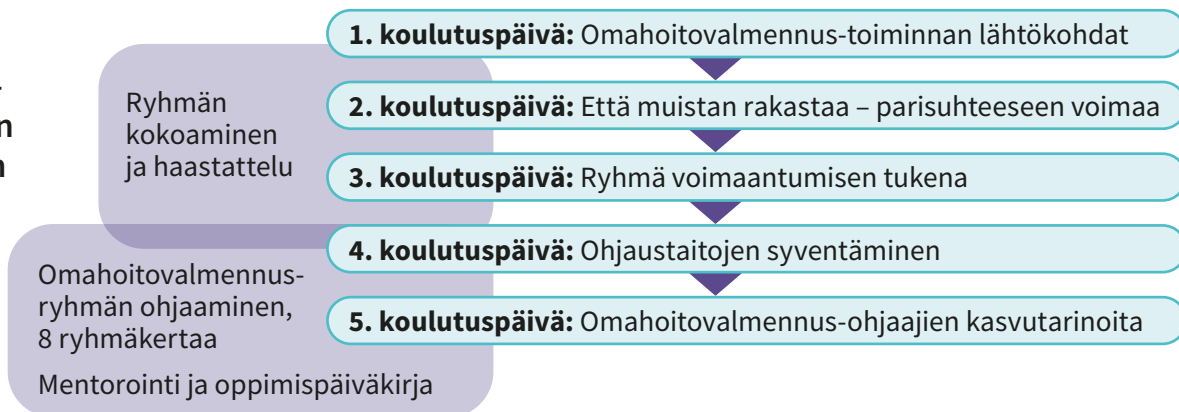 1. koulutuspäivä: Omahoitovalmennus-toiminnan lähtökohdat
2. koulutuspäivä: Että muistan rakastaa – parisuhteeseen voimaa
3. koulutuspäivä: Ryhmä voimaantumisen tukena
4. koulutuspäivä: Ohjaustaitojen syventäminen
5. koulutuspäivä: Omahoitovalmennus-ohjaajien kasvutarinoita
Ryhmän
kokoaminen
ja haastattelu
Omahoitovalmennus-
ryhmän ohjaaminen,
8 ryhmäkertaa
Mentorointi ja oppimispäiväkirja